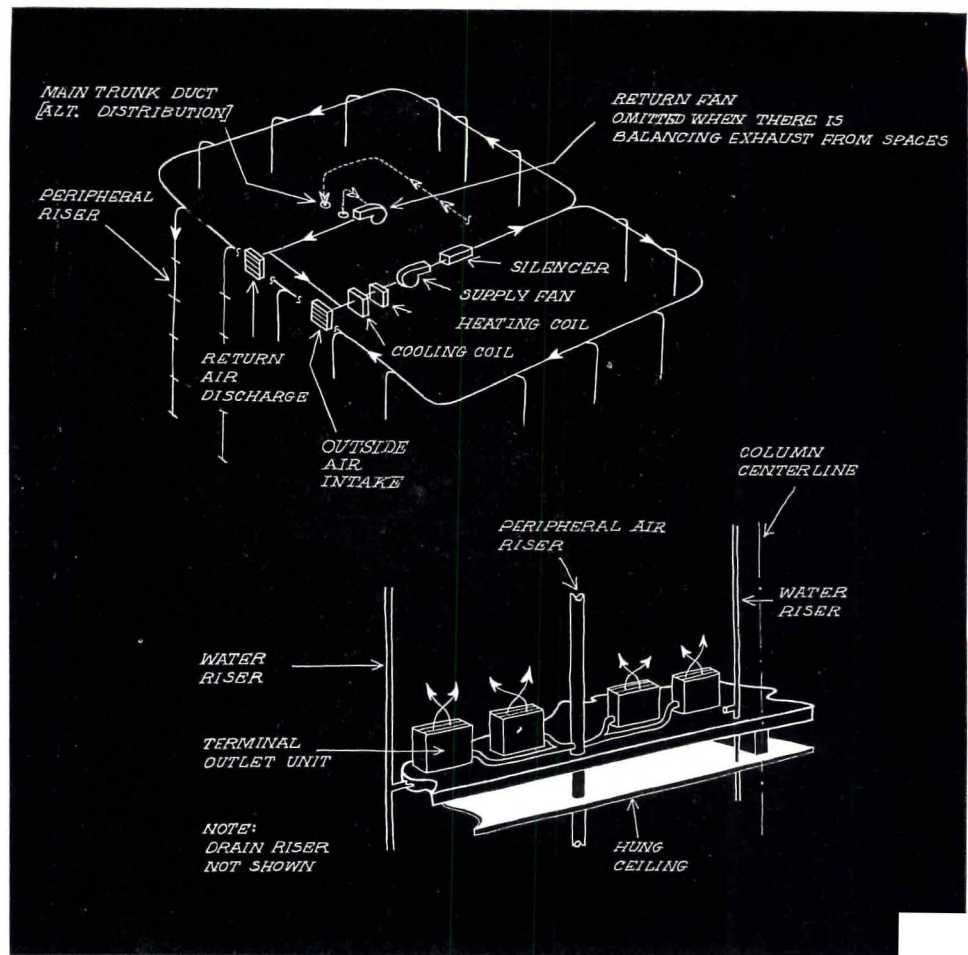 MAIN TRUNK DUCT
[ALT. DISTRIBUTION]
RETURN FAN
OMITTED WHEN THERE IS
BALANCING EXHAUST FROM SPACES
PERIPHERAL
RISER
SILENCER
SUPPLY FAN
HEATING COIL
COOLING COIL
RETURN
AIR
DISCHARGE
OUTSIDE
AIR
INTAKE
COLUMN
CENTERLINE
PERIPHERAL AIR
RISER
WATER
RISER
WATER
RISER
TERMINAL
OUTLET UNIT
NOTE:
DRAIN RISER
NOT SHOWN
HUNG
CEILING